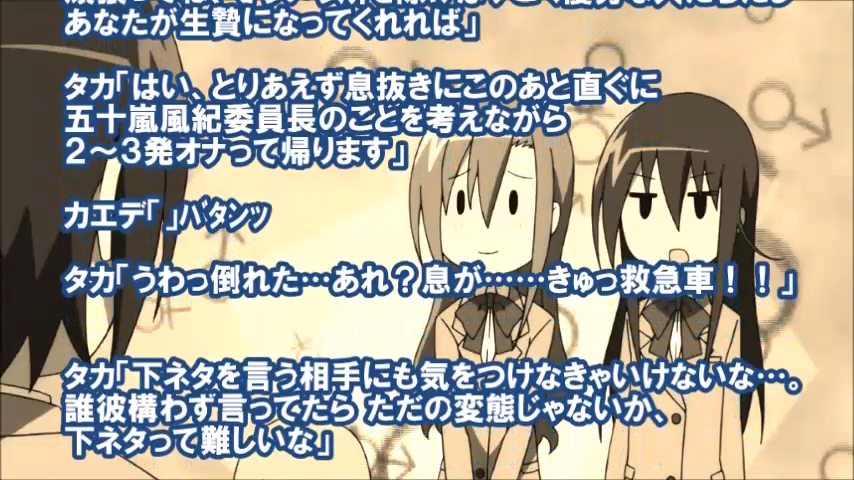 あなたが生贄になってくれれば」
タカ「はい、とりあえず息抜きにこのあと直ぐに
五十嵐風紀委員長のことを考えながら
２～３発オナって帰ります」
カエデ「 」バタンッ
タカ「うわっ倒れた…あれ？息が……きゅっ救急車！！」
タカ「下ネタを言う相手にも気をつけなきゃいけないな…。
誰彼構わず言ってたら ただの変態じゃないか、
下ネタって難しいな」